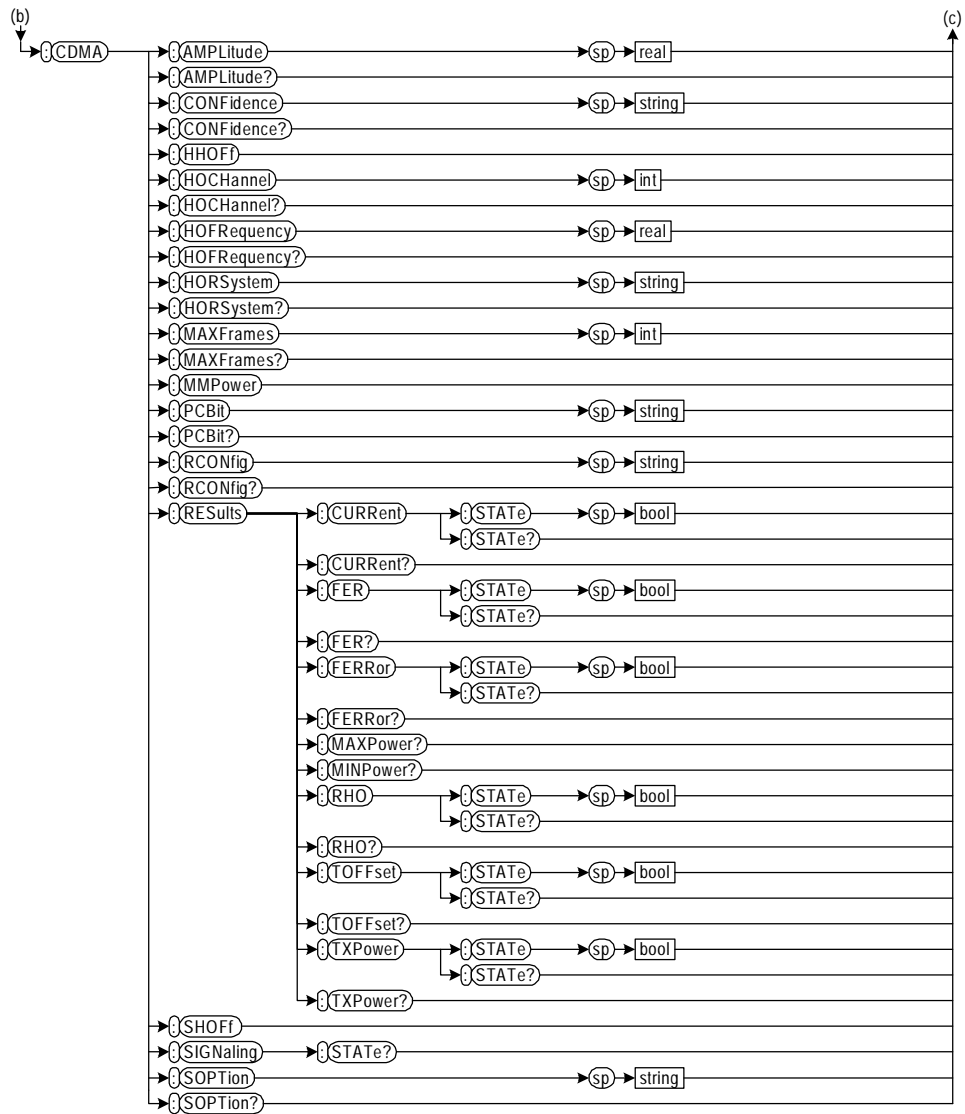 (b) (c)
:CDMA :AMPLitude sp real
:AMPLitude?
:CONFidence sp string
:CONFidence?
:HHOFf
:HOCHannel sp int
:HOCHannel?
:HOFRequency sp real
:HOFRequency?
:HORSystem sp string
:HORSystem?
:MAXFrames sp int
:MAXFrames?
:MMPower
:PCBit sp string
:PCBit?
:RCONfig sp string
:RCONfig?
:RESults :CURRent :STATe sp bool
:STATe?
:CURRent?
:FER :STATe sp bool
:STATe?
:FER?
:FERRor :STATe sp bool
:STATe?
:FERRor?
:MAXPower?
:MINPower?
:RHO :STATe sp bool
:STATe?
:RHO?
:TOFFset :STATe sp bool
:STATe?
:TOFFset?
:TXPower :STATe sp bool
:STATe?
:TXPower?
:SHOFf
:SIGNaling :STATe?
:SOPTion sp string
:SOPTion?